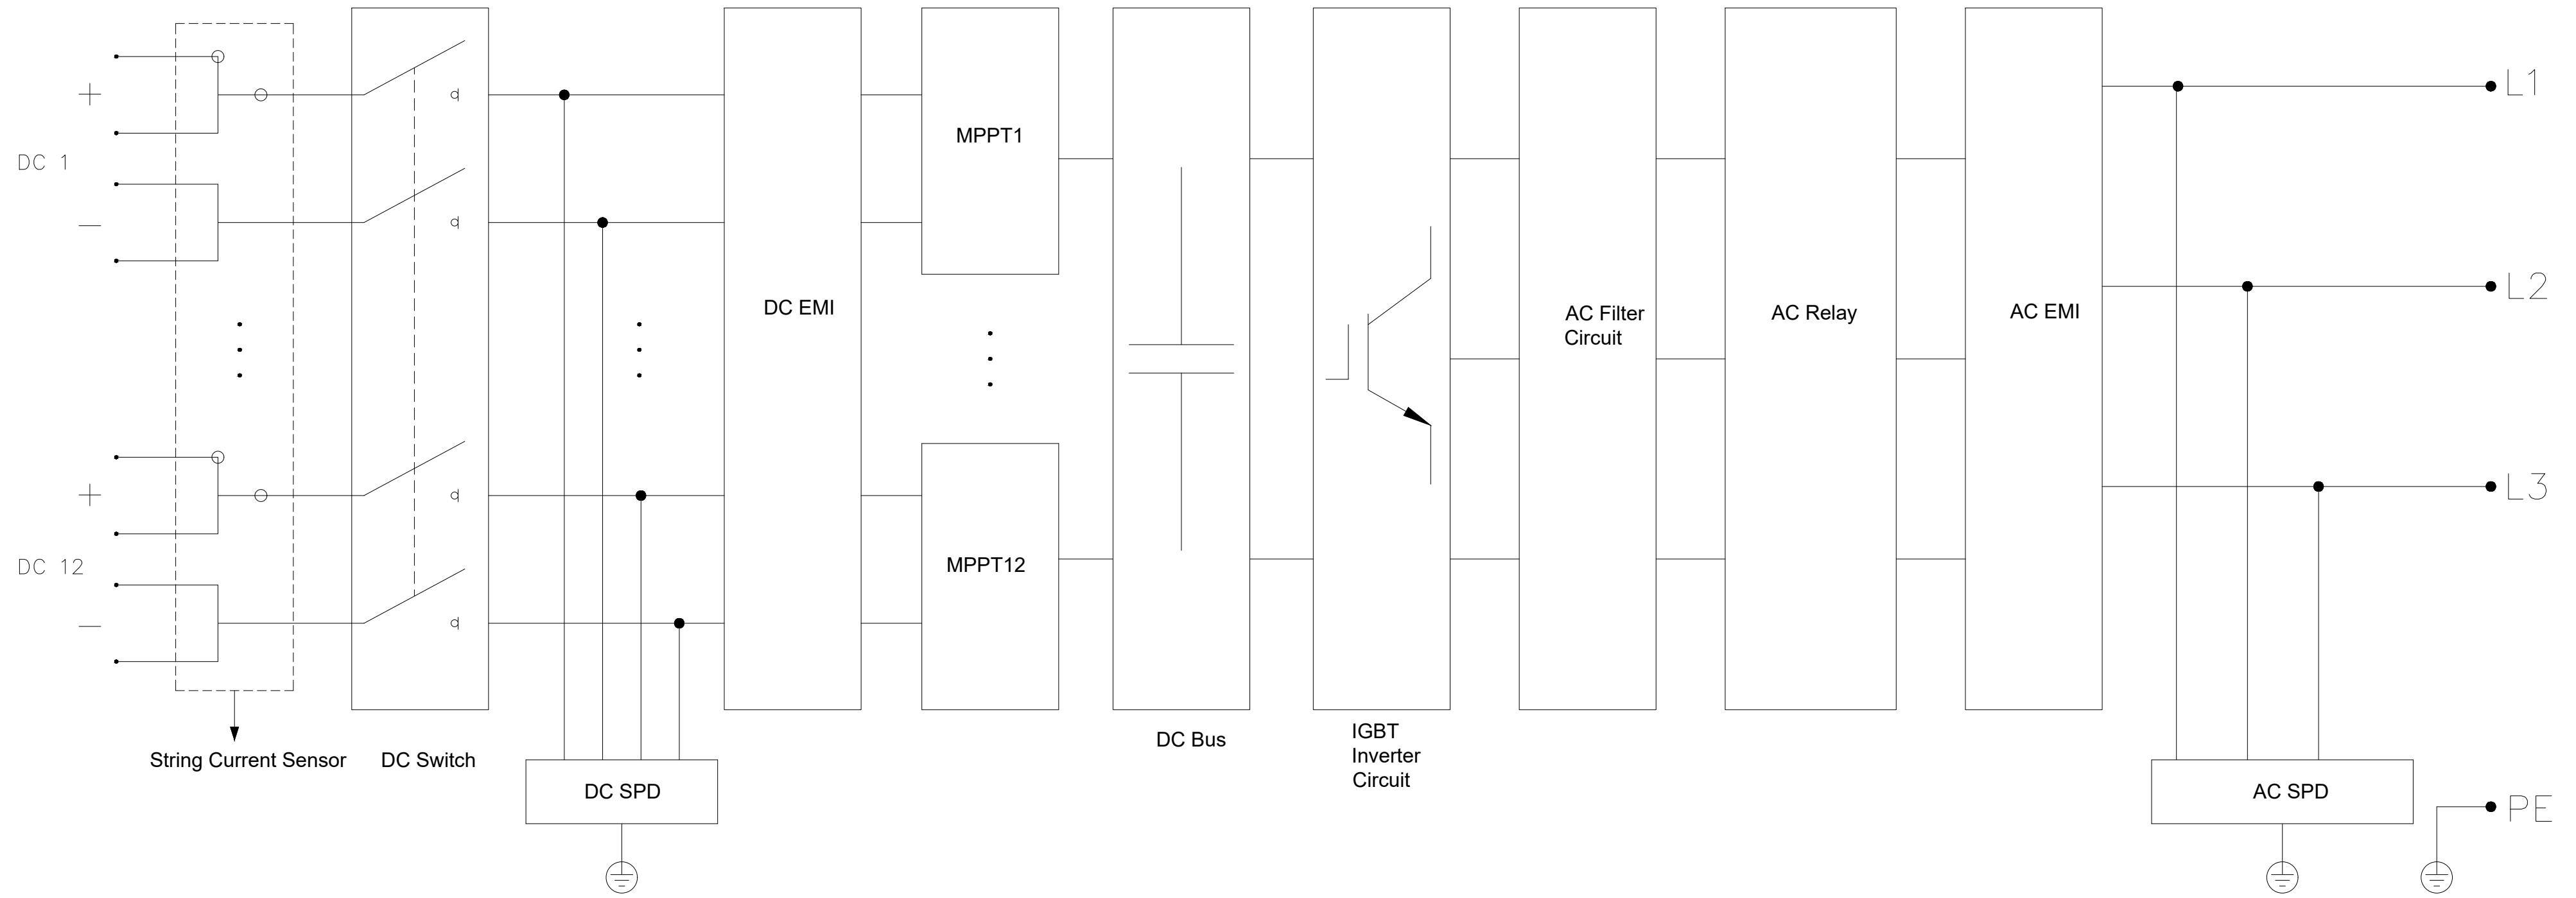 +
DC 1
—
+
DC 12
—
String Current Sensor
DC Switch
DC SPD
DC EMI
MPPT1
MPPT12
DC Bus
IGBT
Inverter
Circuit
AC Filter
Circuit
AC Relay
AC EMI
AC SPD
L1
L2
L3
PE